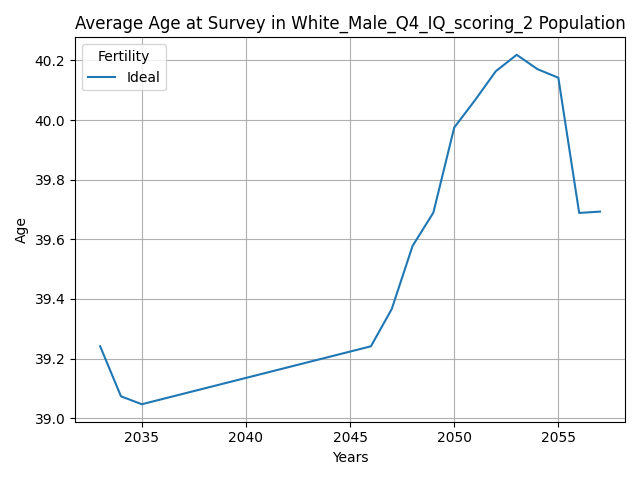 Average Age at Survey in White_Male_Q4_IQ_scoring_2 Population
Fertility
Ideal
40.2
40.0
39.8
39.6
39.4
39.2
39.0
Age
2035 2040 2045 2050 2055
Years